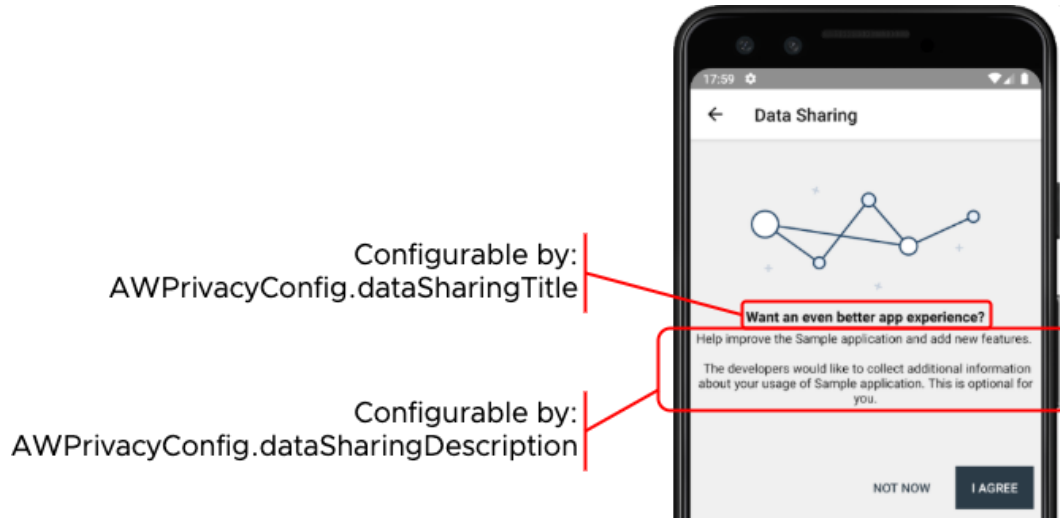 17:59
Data Sharing
Configurable by:
AWPrivacyConfig.dataSharingTitle
Want an even better app experience?
Help improve the Sample application and add new features.
The developers would like to collect additional information
about your usage of Sample application. This is optional for
you.
Configurable by:
AWPrivacyConfig.dataSharingDescription
NOT NOW
I AGREE